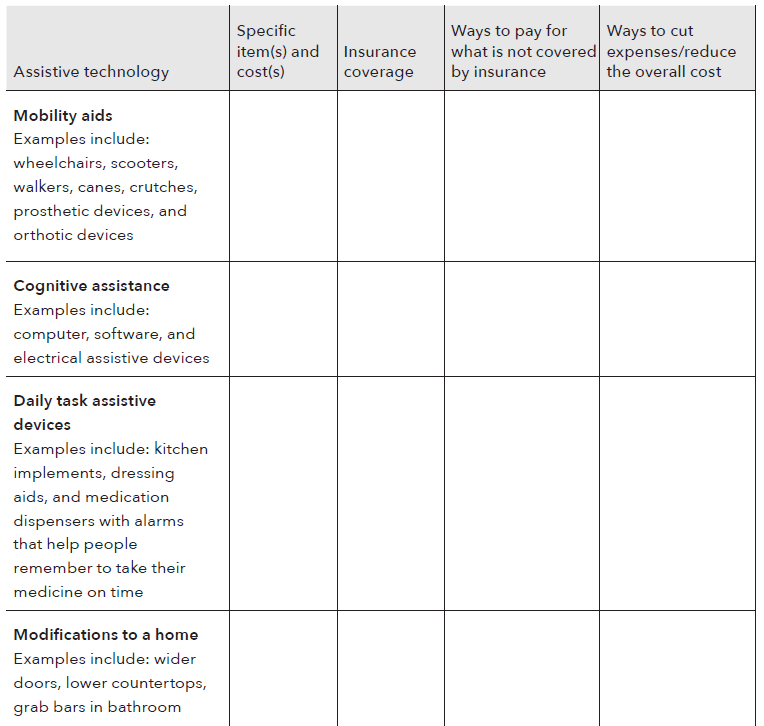 Assistive technology
Specific
item(s) and
cost(s)
Insurance
coverage
Ways to pay for
what is not covered
by insurance
Ways to cut
expenses/reduce
the overall cost
Mobility aids
Examples include:
wheelchairs, scooters,
walkers, canes, crutches,
prosthetic devices, and
orthotic devices
Cognitive assistance
Examples include:
computer, software, and
electrical assistive devices
Daily task assistive
devices
Examples include: kitchen
implements, dressing
aids, and medication
dispensers with alarms
that help people
remember to take their
medicine on time
Modifications to a home
Examples include: wider
doors, lower countertops,
grab bars in bathroom